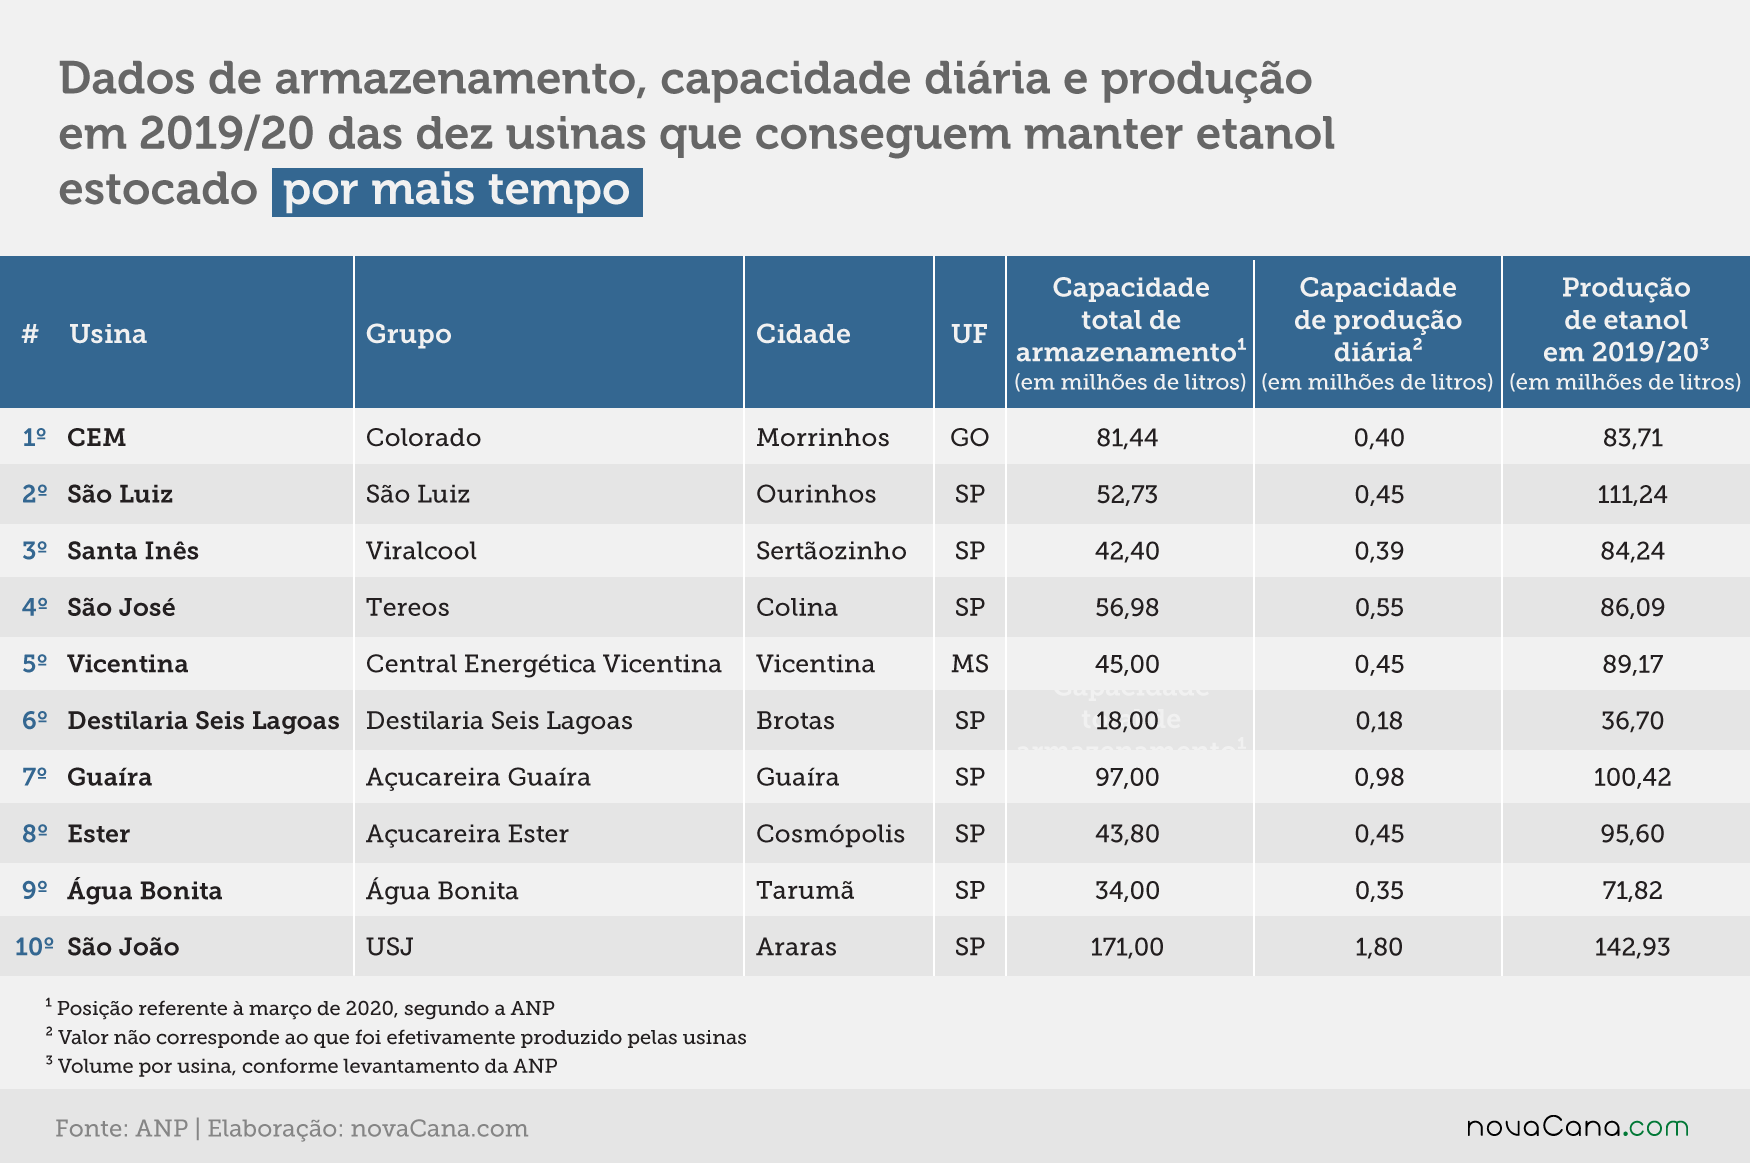 Dados de armazenamento, capacidade diária e produção
em 2019/20 das dez usinas que conseguem manter etanol
estocado por mais tempo
# Usina Grupo Cidade UF Capacidade total de armazenamento¹ (em milhões de litros) Capacidade de produção diária² (em milhões de litros) Produção de etanol em 2019/20³ (em milhões de litros)
1º CEM Colorado Morrinhos GO 81,44 0,40 83,71
2º São Luiz São Luiz Ourinhos SP 52,73 0,45 111,24
3º Santa Inês Viralcool Sertãozinho SP 42,40 0,39 84,24
4º São José Tereos Colina SP 56,98 0,55 86,09
5º Vicentina Central Energética Vicentina Vicentina MS 45,00 0,45 89,17
6º Destilaria Seis Lagoas Destilaria Seis Lagoas Brotas SP 18,00 0,18 36,70
7º Guaíra Açucareira Guaíra Guaíra SP 97,00 0,98 100,42
8º Ester Açucareira Ester Cosmópolis SP 43,80 0,45 95,60
9º Água Bonita Água Bonita Tarumã SP 34,00 0,35 71,82
10º São João USJ Araras SP 171,00 1,80 142,93
¹ Posição referente à março de 2020, segundo a ANP
² Valor não corresponde ao que foi efetivamente produzido pelas usinas
³ Volume por usina, conforme levantamento da ANP
Fonte: ANP | Elaboração: novaCana.com
novaCana.com